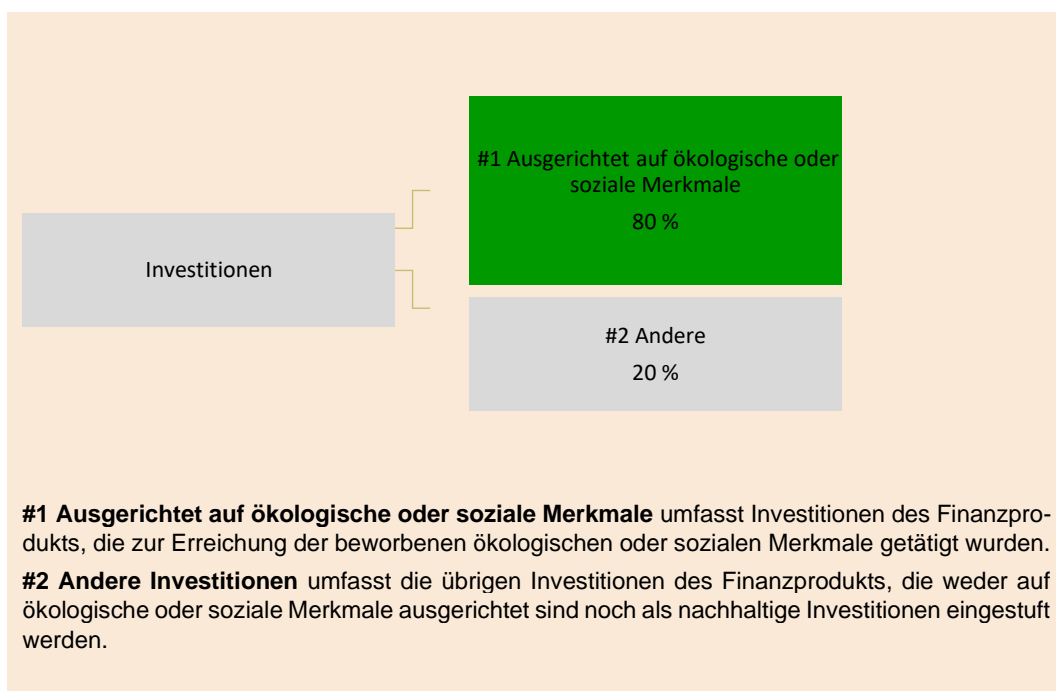 #1 Ausgerichtet auf ökologische oder
soziale Merkmale
80 %
Investitionen
#2 Andere
20 %
#1 Ausgerichtet auf ökologische oder soziale Merkmale umfasst Investitionen des Finanzpro-
dukts, die zur Erreichung der beworbenen ökologischen oder sozialen Merkmale getätigt wurden.
#2 Andere Investitionen umfasst die übrigen Investitionen des Finanzprodukts, die weder auf
ökologische oder soziale Merkmale ausgerichtet sind noch als nachhaltige Investitionen eingestuft
werden.